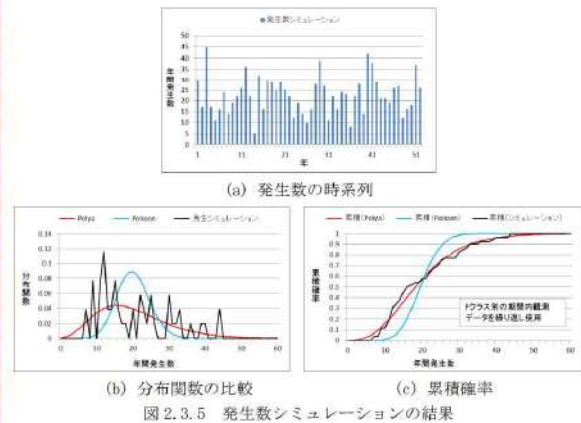 発生数シミュレーション
年間発生数
50
45
40
35
30
25
20
15
10
5
0
1 11 21 31 41 51
年
(a) 発生数の時系列
Polya Poisson 発生シミュレーション
分布関数
0.14
0.12
0.1
0.08
0.06
0.04
0.02
0
0 10 20 30 40 50 60
年間発生数
(b) 分布関数の比較
累積(Polya) 累積(Poisson) 累積(シミュレーション)
累積確率
1
0.9
0.8
0.7
0.6
0.5
0.4
0.3
0.2
0.1
0
Fクラス別の期間内観測
データを繰り返し使用
0 10 20 30 40 50 60
年間発生数
(c) 累積確率
図 2.3.5 発生数シミュレーションの結果